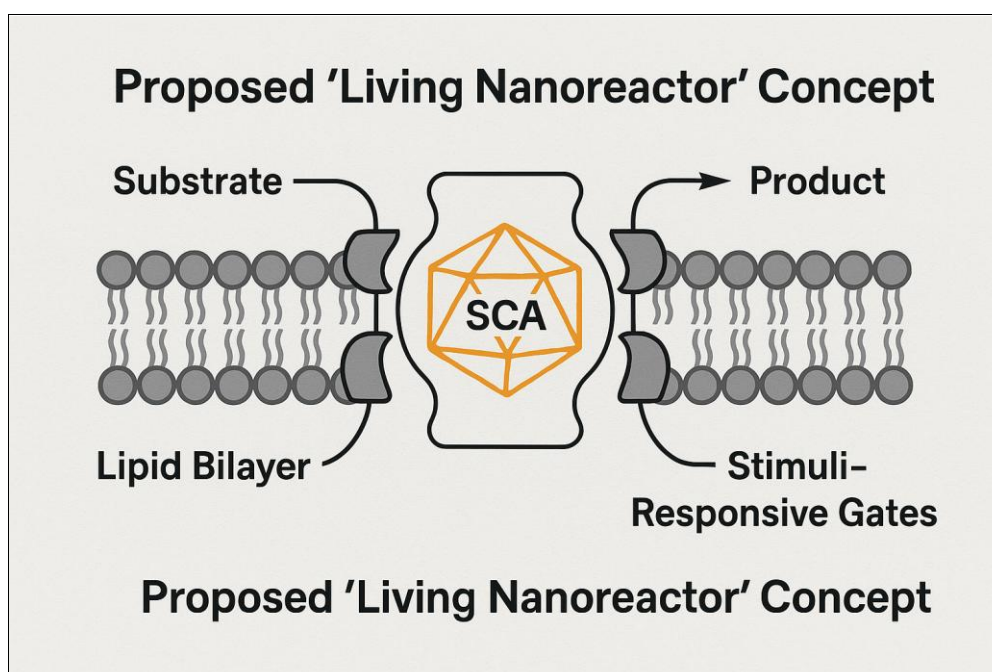 Proposed 'Living Nanoreactor' Concept
Substrate
Product
SCA
Lipid Bilayer
Stimuli-
Responsive Gates
Proposed 'Living Nanoreactor' Concept